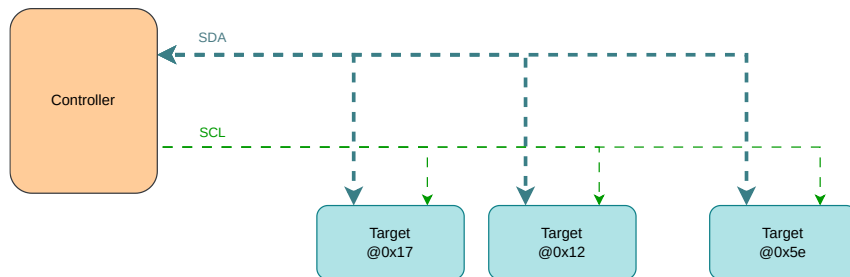 SDA
Controller
SCL
Target
@0x17
Target
@0x12
Target
@0x5e